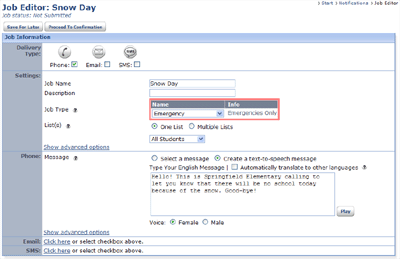 Job Editor: Snow Day
Job status: Not Submitted
Start > Notifications > Job Editor
Save For Later Proceed To Confirmation
Job Information
Delivery Type:
Phone: Email: SMS:
Settings:
Job Name Snow Day
Description
Name Info
Job Type Emergency Emergencies Only
List(s) One List Multiple Lists
All Students
Show advanced options
Phone: Message Select a message Create a text-to-speech message
Type Your English Message | Automatically translate to other languages
Hello! This is Springfield Elementary calling to
let you know that there will be no school today
because of the snow. Good-bye!
Play
Voice: Female Male
Show advanced options
Email: Click here or select checkbox above.
SMS: Click here or select checkbox above.